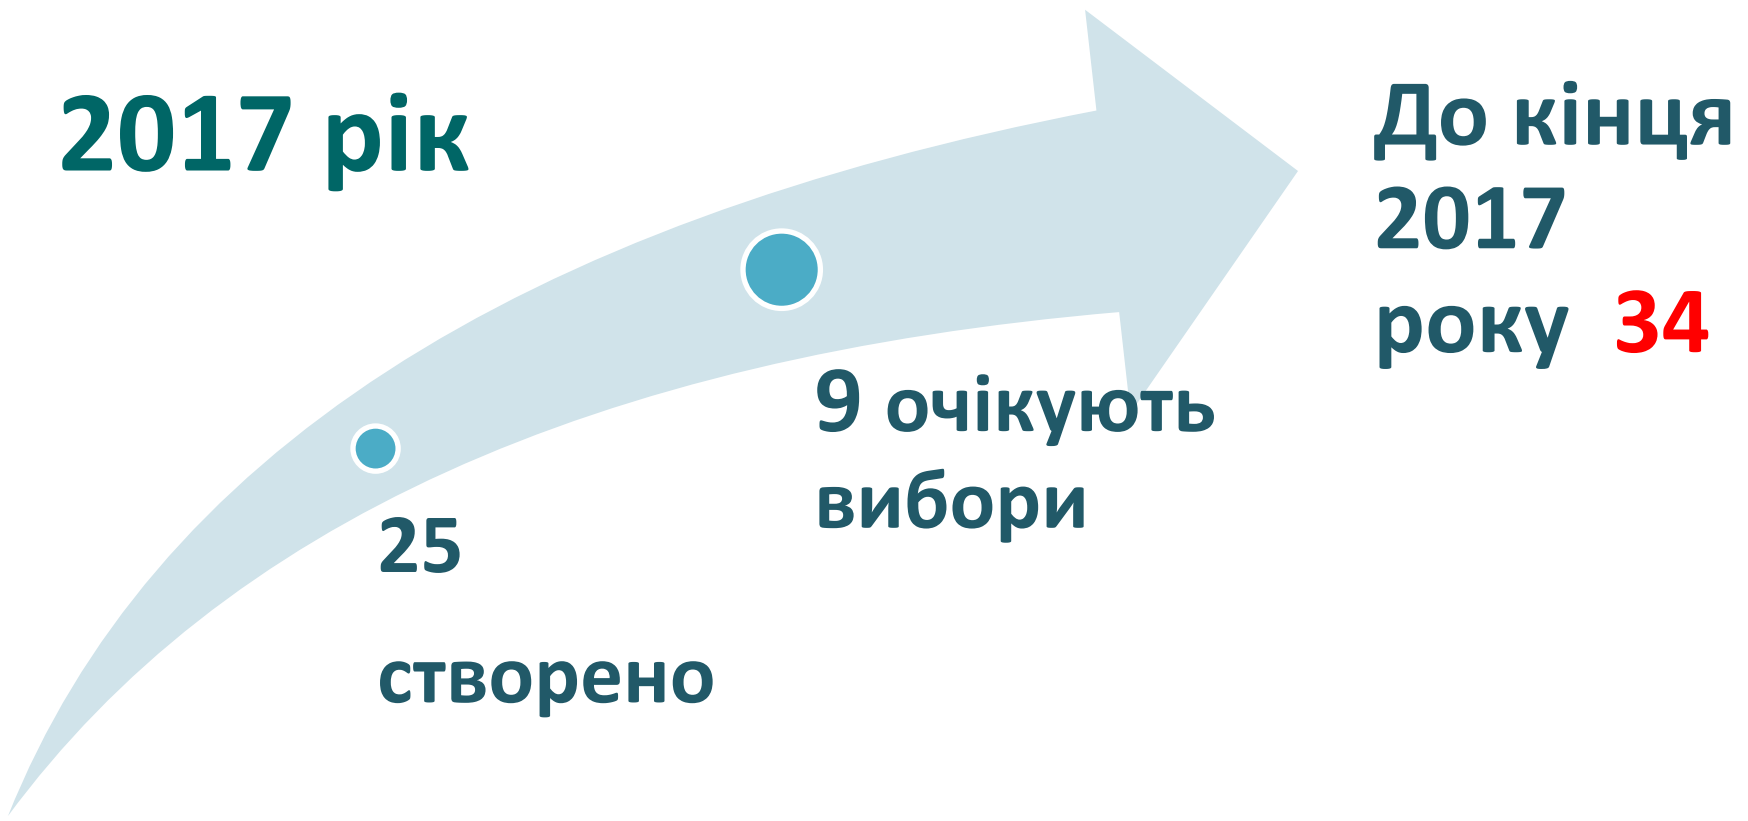 2017 рік
25
створено
9 очікують
вибори
До кінця
2017
року 34